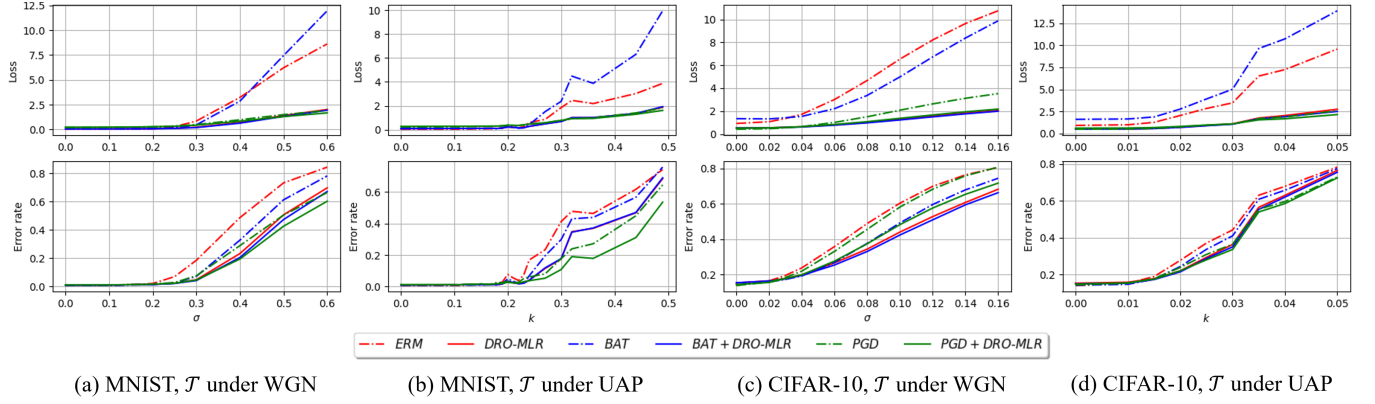 12.5
10.0
7.5
5.0
2.5
0.0
Loss
0.0 0.1 0.2 0.3 0.4 0.5 0.6
10
8
6
4
2
0
Loss
0.0 0.1 0.2 0.3 0.4 0.5
10
8
6
4
2
0
Loss
0.00 0.02 0.04 0.06 0.08 0.10 0.12 0.14 0.16
12.5
10.0
7.5
5.0
2.5
0.0
Loss
0.00 0.01 0.02 0.03 0.04 0.05
0.8
0.6
0.4
0.2
0.0
Error rate
0.0 0.1 0.2 0.3 0.4 0.5 0.6
σ
0.6
0.4
0.2
0.0
Error rate
0.0 0.1 0.2 0.3 0.4 0.5
k
0.8
0.6
0.4
0.2
Error rate
0.00 0.02 0.04 0.06 0.08 0.10 0.12 0.14 0.16
σ
0.8
0.6
0.4
0.2
Error rate
0.00 0.01 0.02 0.03 0.04 0.05
k
ERM DRO-MLR BAT BAT + DRO-MLR PGD PGD + DRO-MLR
(a) MNIST, 𝒯 under WGN
(b) MNIST, 𝒯 under UAP
(c) CIFAR-10, 𝒯 under WGN
(d) CIFAR-10, 𝒯 under UAP